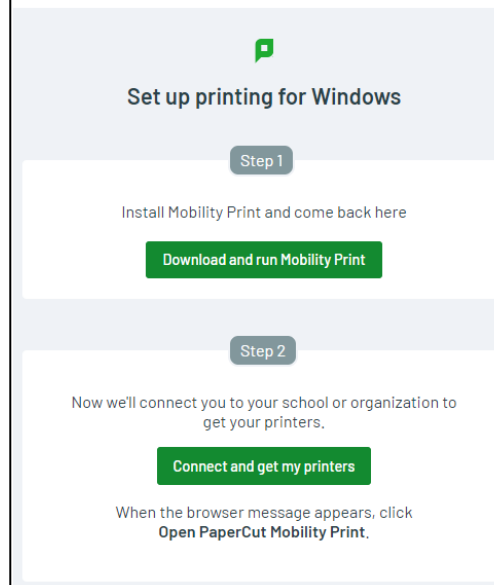 Set up printing for Windows
Step 1
Install Mobility Print and come back here
Download and run Mobility Print
Step 2
Now we'll connect you to your school or organization to
get your printers.
Connect and get my printers
When the browser message appears, click
Open PaperCut Mobility Print.